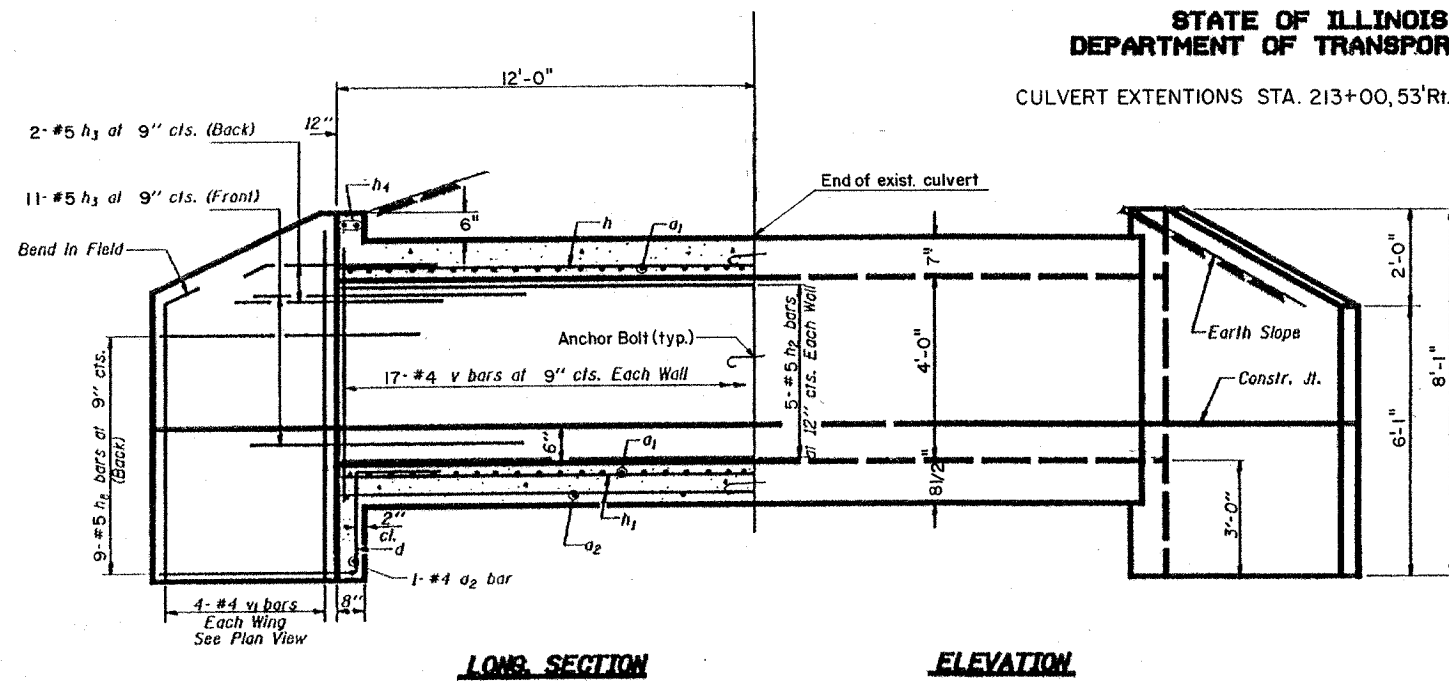 STATE OF ILLINOIS
DEPARTMENT OF TRANSPOR
CULVERT EXTENTIONS STA. 213+00, 53'Rt.
12'-0"
2-#5 h3 at 9" cts. (Back)
12"
11-#5 h3 at 9" cts. (Front)
h4
6"
End of exist. culvert
Bend In Field
h
a1
7"
2'-0"
Earth Slope
Anchor Bolt (typ.)
4'-0"
17-#4 v bars at 9" cts. Each Wall
5-#5 h2 bars
at 12" cts. Each Wall
Constr. Jt.
8'-1"
6'-1"
9-#5 h2 bars at 9" cts.
(Back)
6"
a1
8 1/2"
3'-0"
2"
cl.
h1
d
a2
1-#4 a2 bar
4-#4 v1 bars
8"
Each Wing
See Plan View
LONG. SECTION
ELEVATION